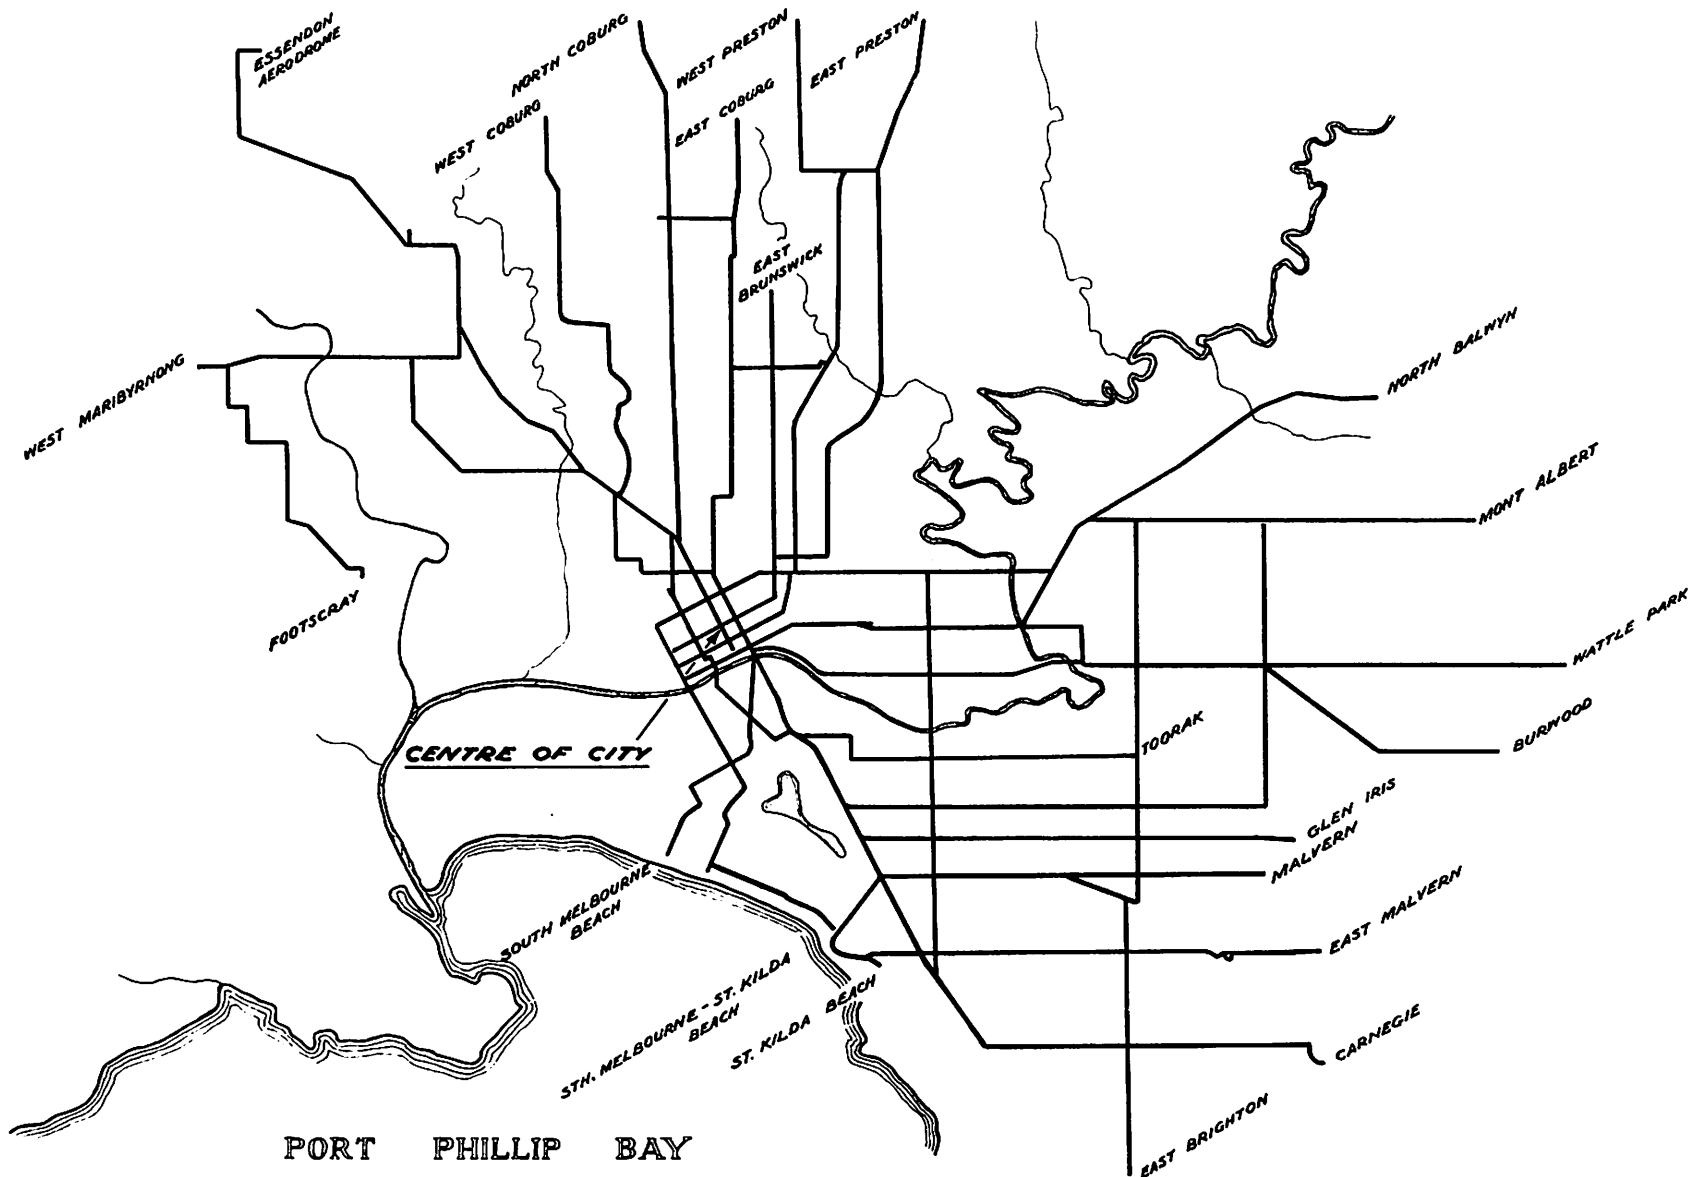 ESSENDON
AERODROME
NORTH COBURG
WEST COBURG
WEST PRESTON
EAST COBURG
EAST PRESTON
EAST
BRUNSWICK
WEST MARIBYRNONG
FOOTSCRAY
NORTH BALWYN
MONT ALBERT
WATTLE PARK
BURWOOD
TOORAK
CENTRE OF CITY
GLEN IRIS
MALVERN
EAST MALVERN
SOUTH MELBOURNE
BEACH
STH. MELBOURNE - ST. KILDA
BEACH
ST. KILDA BEACH
CARNEGIE
EAST BRIGHTON
PORT PHILLIP BAY